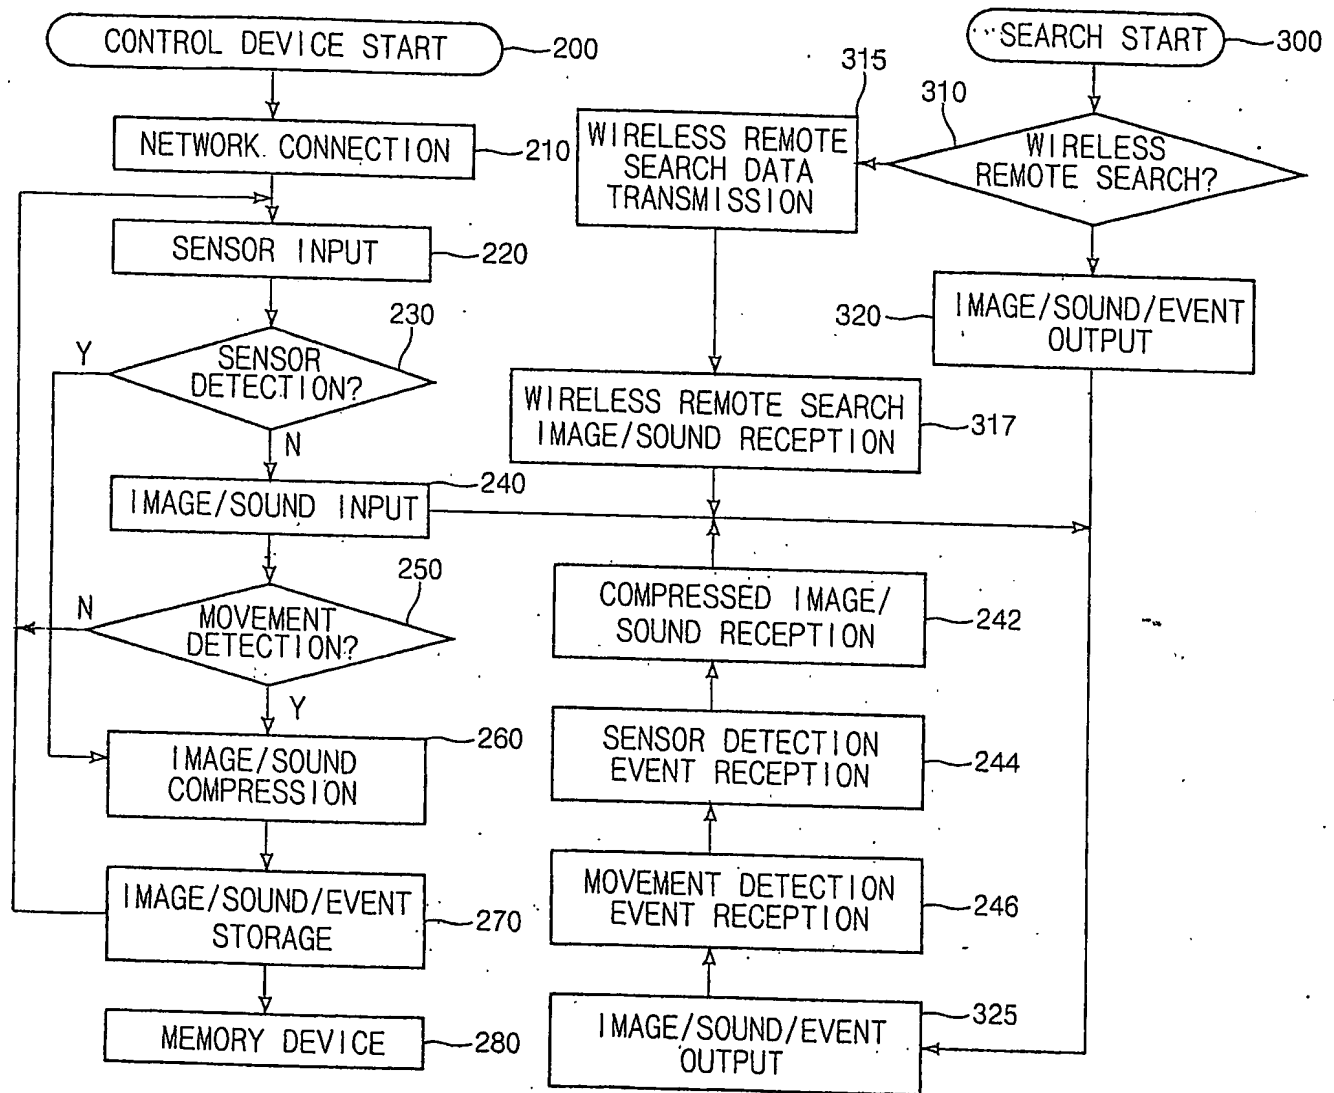 CONTROL DEVICE START
200
NETWORK CONNECTION
210
SENSOR INPUT
220
230
Y
SENSOR
DETECTION?
N
240
IMAGE/SOUND INPUT
250
N
MOVEMENT
DETECTION?
Y
260
IMAGE/SOUND
COMPRESSION
IMAGE/SOUND/EVENT
STORAGE
270
MEMORY DEVICE
280
315
WIRELESS REMOTE
SEARCH DATA
TRANSMISSION
WIRELESS REMOTE SEARCH
IMAGE/SOUND RECEPTION
317
COMPRESSED IMAGE/
SOUND RECEPTION
242
SENSOR DETECTION
EVENT RECEPTION
244
MOVEMENT DETECTION
EVENT RECEPTION
246
325
IMAGE/SOUND/EVENT
OUTPUT
SEARCH START
300
310
WIRELESS
REMOTE SEARCH?
320
IMAGE/SOUND/EVENT
OUTPUT